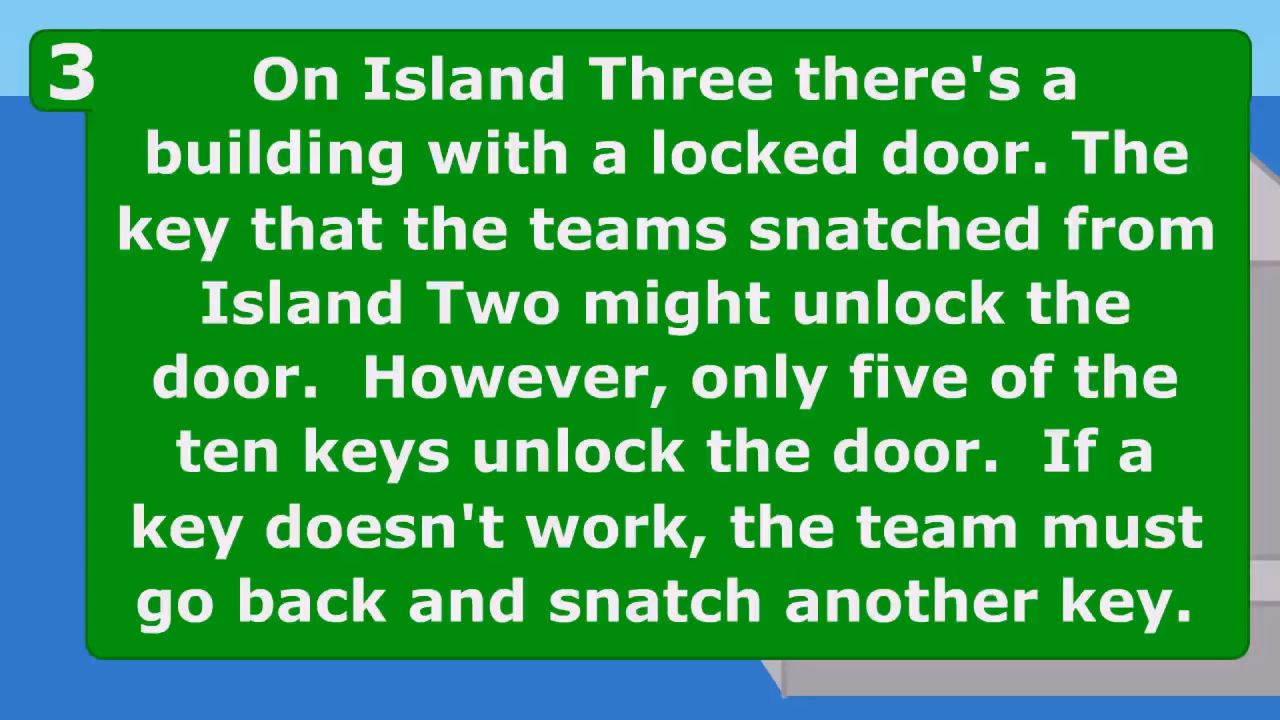 3
On Island Three there's a
building with a locked door. The
key that the teams snatched from
Island Two might unlock the
door.  However, only five of the
ten keys unlock the door.  If a
key doesn't work, the team must
go back and snatch another key.